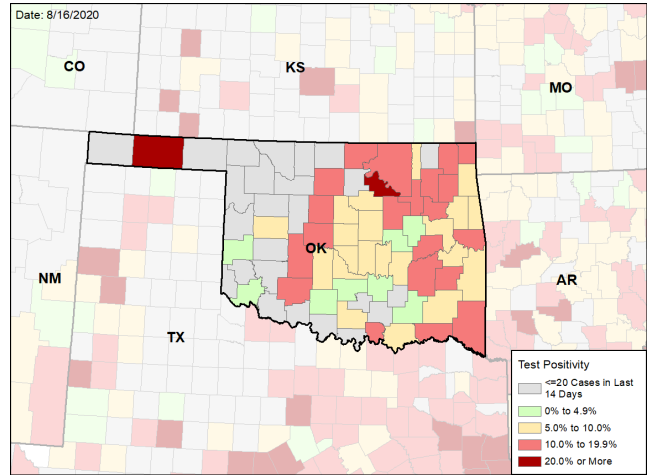 Date: 8/16/2020
CO
KS
MO
OK
NM
AR
TX
Test Positivity
<=20 Cases in Last
14 Days
0% to 4.9%
5.0% to 10.0%
10.0% to 19.9%
20.0% or More